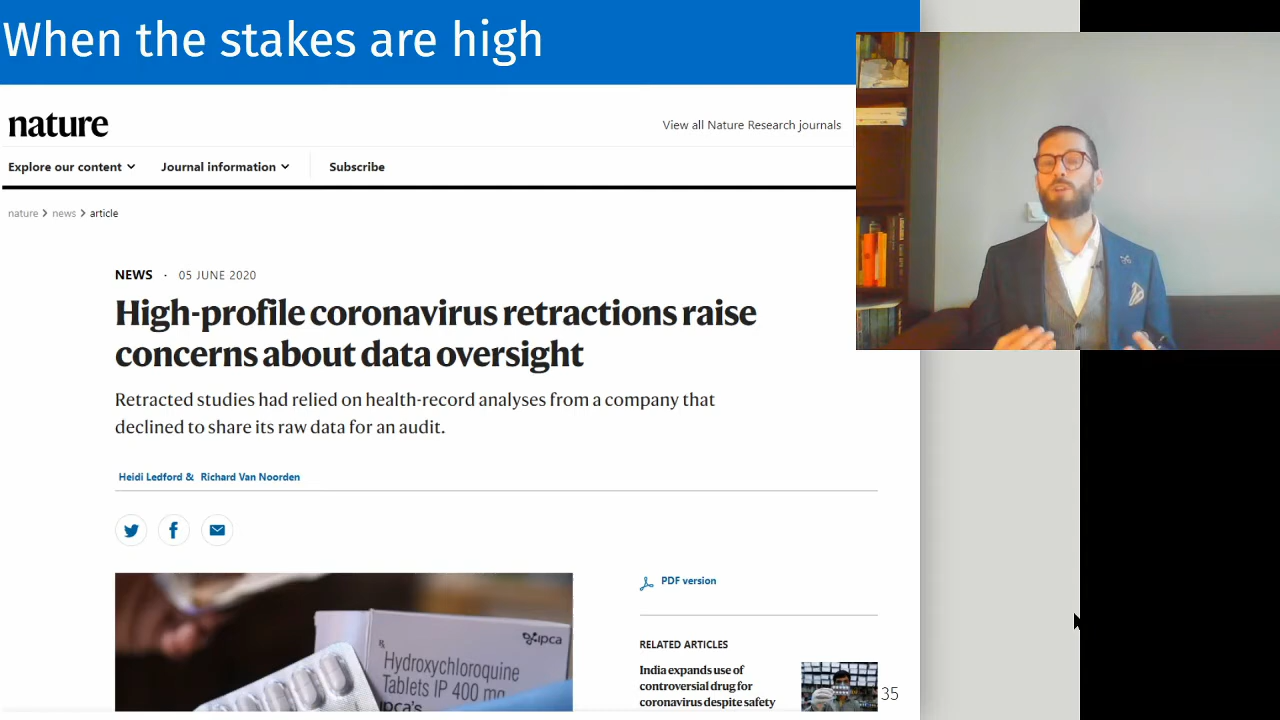 When the stakes are high
nature
View all Nature Research journals
Explore our content
Journal information
Subscribe
nature > news > article
NEWS · 05 JUNE 2020
High-profile coronavirus retractions raise
concerns about data oversight
Retracted studies had relied on health-record analyses from a company that
declined to share its raw data for an audit.
Heidi Ledford & Richard Van Noorden
PDF version
ipca
Hydroxychloroquine
Tablets IP 400 mg
ipca's
RELATED ARTICLES
India expands use of
controversial drug for
coronavirus despite safety
35